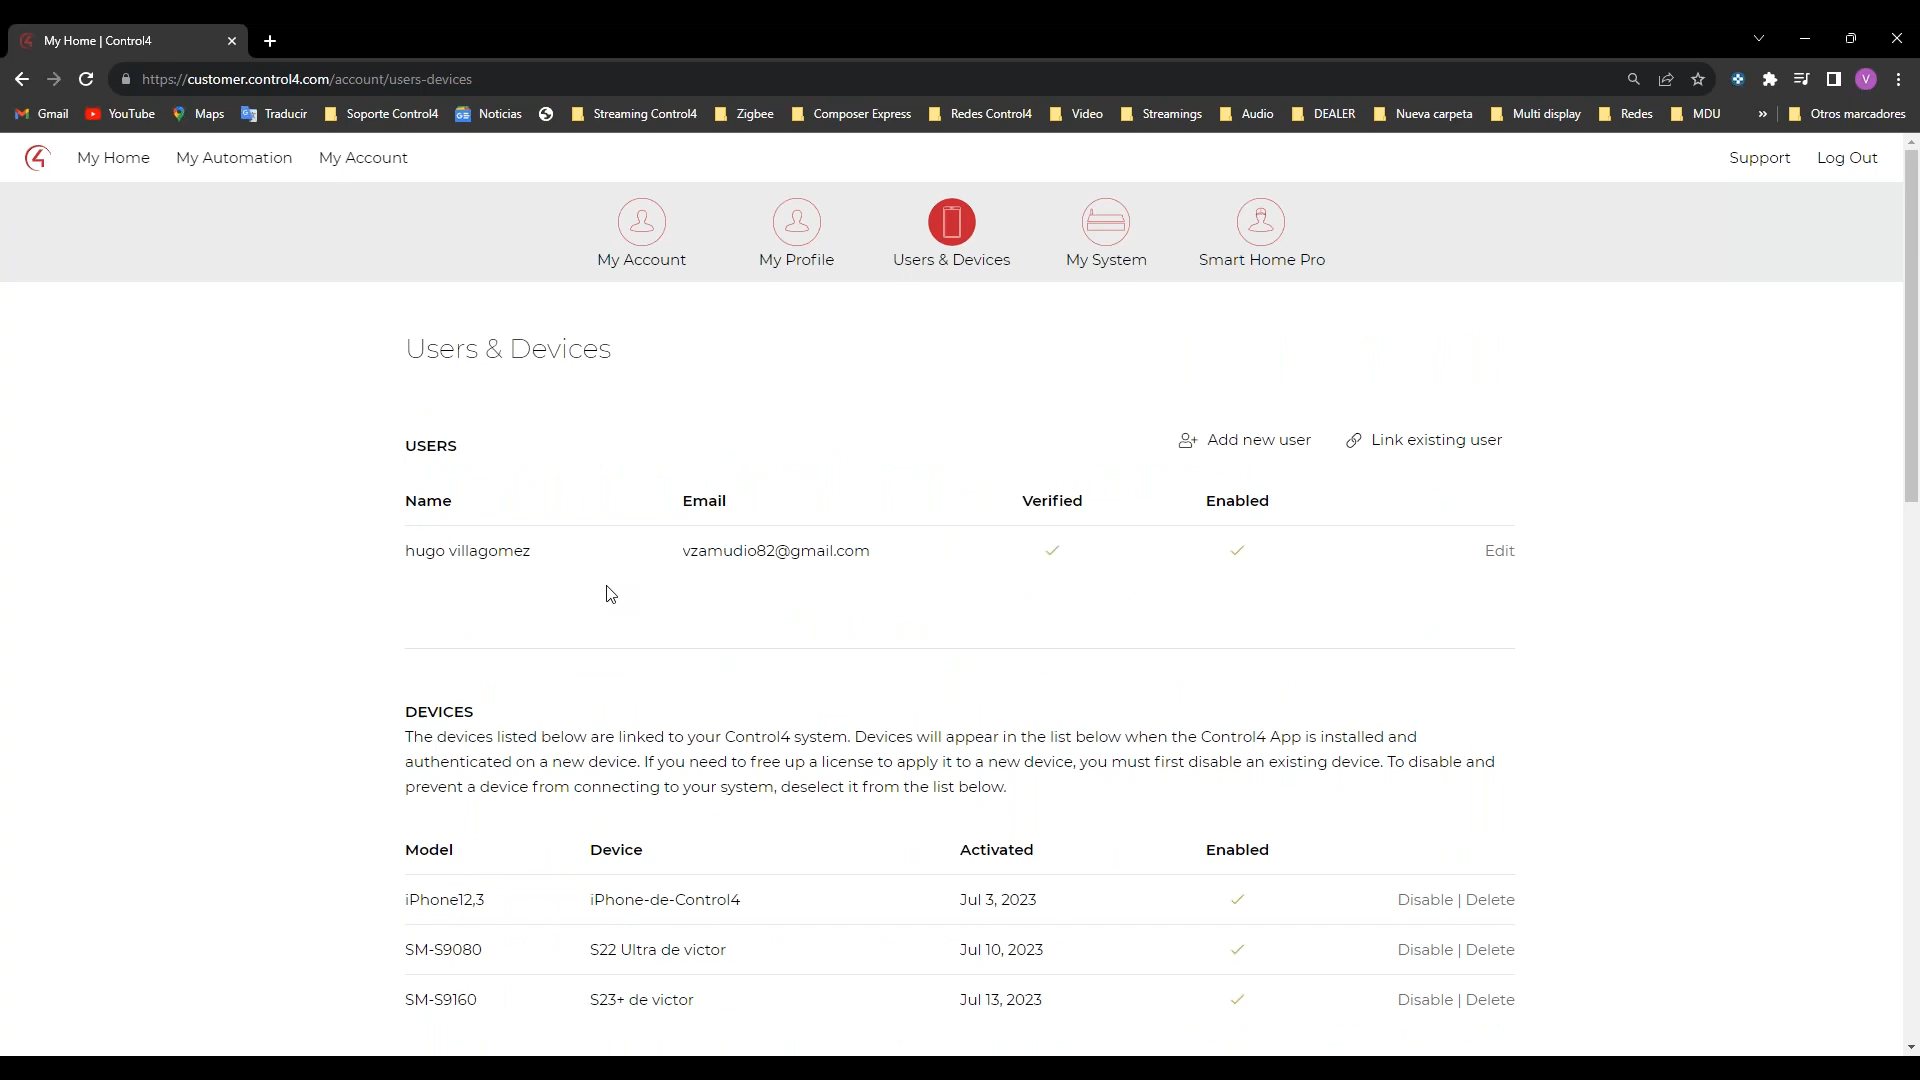 My Home | Control4
https://customer.control4.com/account/users-devices
Gmail YouTube Maps Traducir Soporte Control4 Noticias Streaming Control4 Zigbee Composer Express Redes Control4 Video Streamings Audio DEALER Nueva carpeta Multi display Redes MDU » Otros marcadores
V
My Home My Automation My Account Support Log Out
My Account My Profile Users & Devices My System Smart Home Pro
Users & Devices
USERS Add new user Link existing user
Name Email Verified Enabled
hugo villagomez vzamudio82@gmail.com Edit
DEVICES
The devices listed below are linked to your Control4 system. Devices will appear in the list below when the Control4 App is installed and
authenticated on a new device. If you need to free up a license to apply it to a new device, you must first disable an existing device. To disable and
prevent a device from connecting to your system, deselect it from the list below.
Model Device Activated Enabled
iPhone12,3 iPhone-de-Control4 Jul 3, 2023 Disable | Delete
SM-S9080 S22 Ultra de victor Jul 10, 2023 Disable | Delete
SM-S9160 S23+ de victor Jul 13, 2023 Disable | Delete